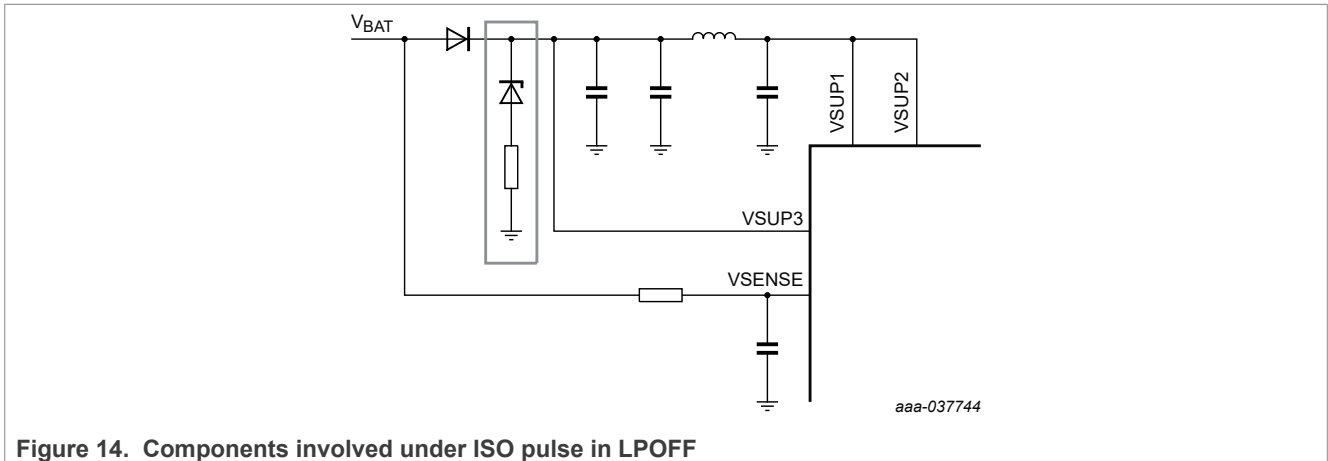 VBAT
VSUP1
VSUP2
VSUP3
VSENSE
aaa-037744
Figure 14. Components involved under ISO pulse in LPOFF